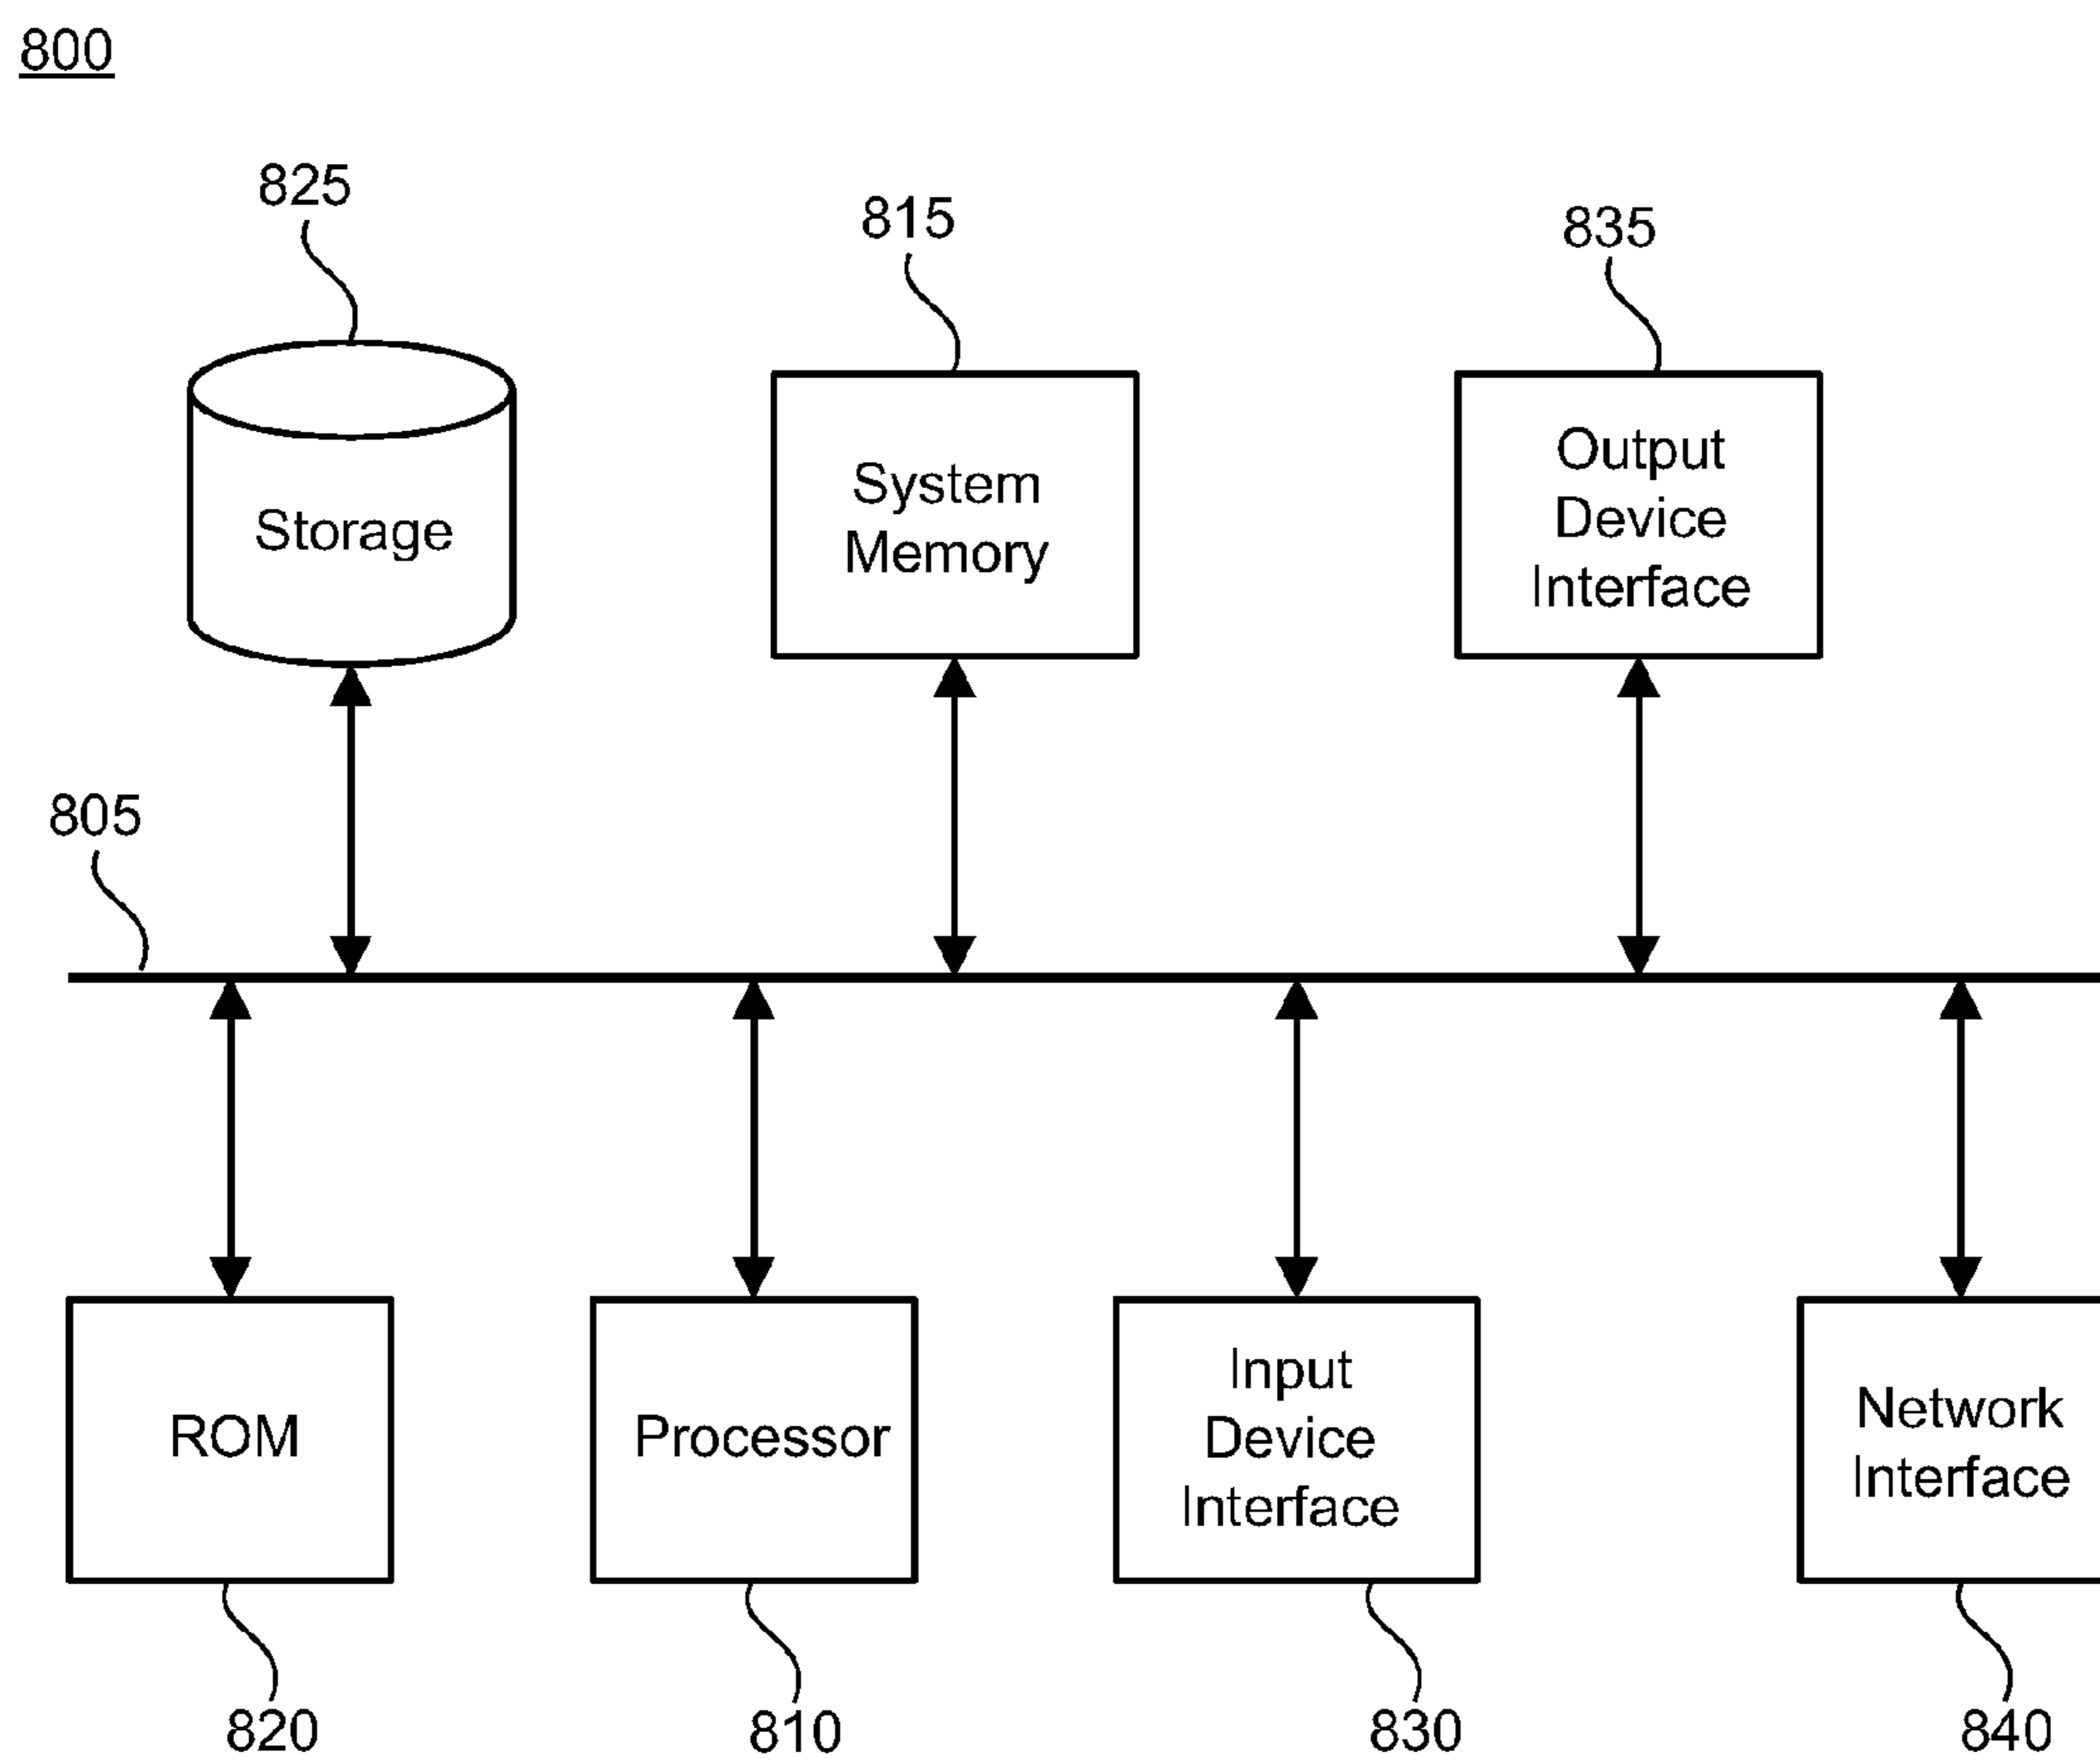 800
825
815
835
Storage
System
Memory
Output
Device
Interface
805
ROM
Processor
Input
Device
Interface
Network
Interface
820
810
830
840